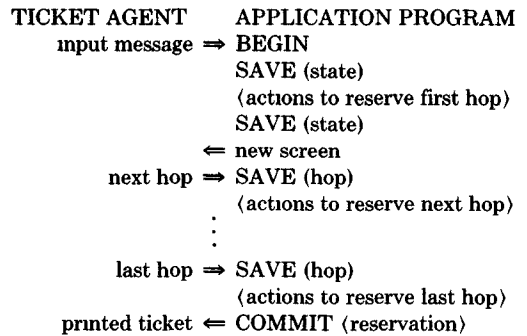 TICKET AGENT APPLICATION PROGRAM
input message ⇒ BEGIN
SAVE (state)
⟨actions to reserve first hop⟩
SAVE (state)
⇐ new screen
next hop ⇒ SAVE (hop)
⟨actions to reserve next hop⟩
⋮
last hop ⇒ SAVE (hop)
⟨actions to reserve last hop⟩
printed ticket ⇐ COMMIT ⟨reservation⟩